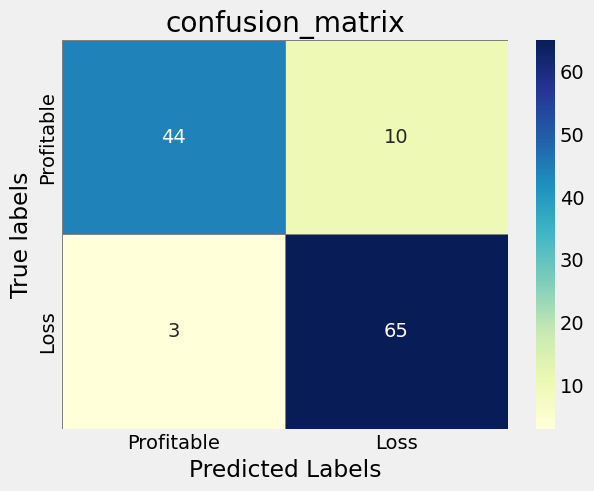 confusion_matrix
True labels
Profitable
44
10
Loss
3
65
Profitable
Loss
Predicted Labels
60
50
40
30
20
10